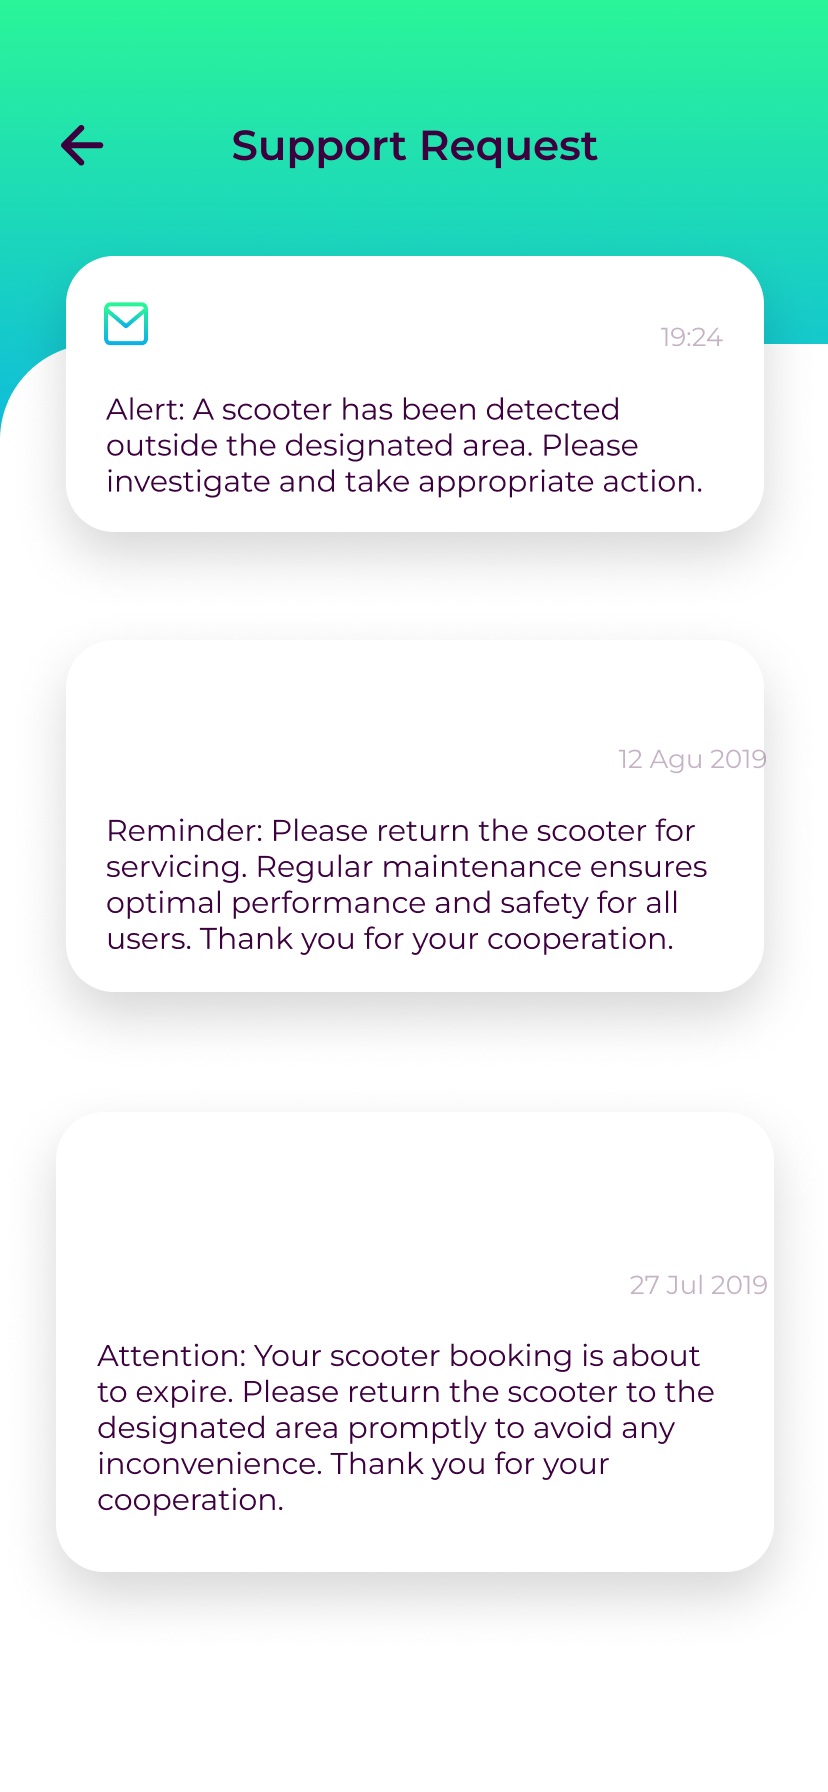 Support Request
19:24
Alert: A scooter has been detected
outside the designated area. Please
investigate and take appropriate action.
12 Agu 2019
Reminder: Please return the scooter for
servicing. Regular maintenance ensures
optimal performance and safety for all
users. Thank you for your cooperation.
27 Jul 2019
Attention: Your scooter booking is about
to expire. Please return the scooter to the
designated area promptly to avoid any
inconvenience. Thank you for your
cooperation.